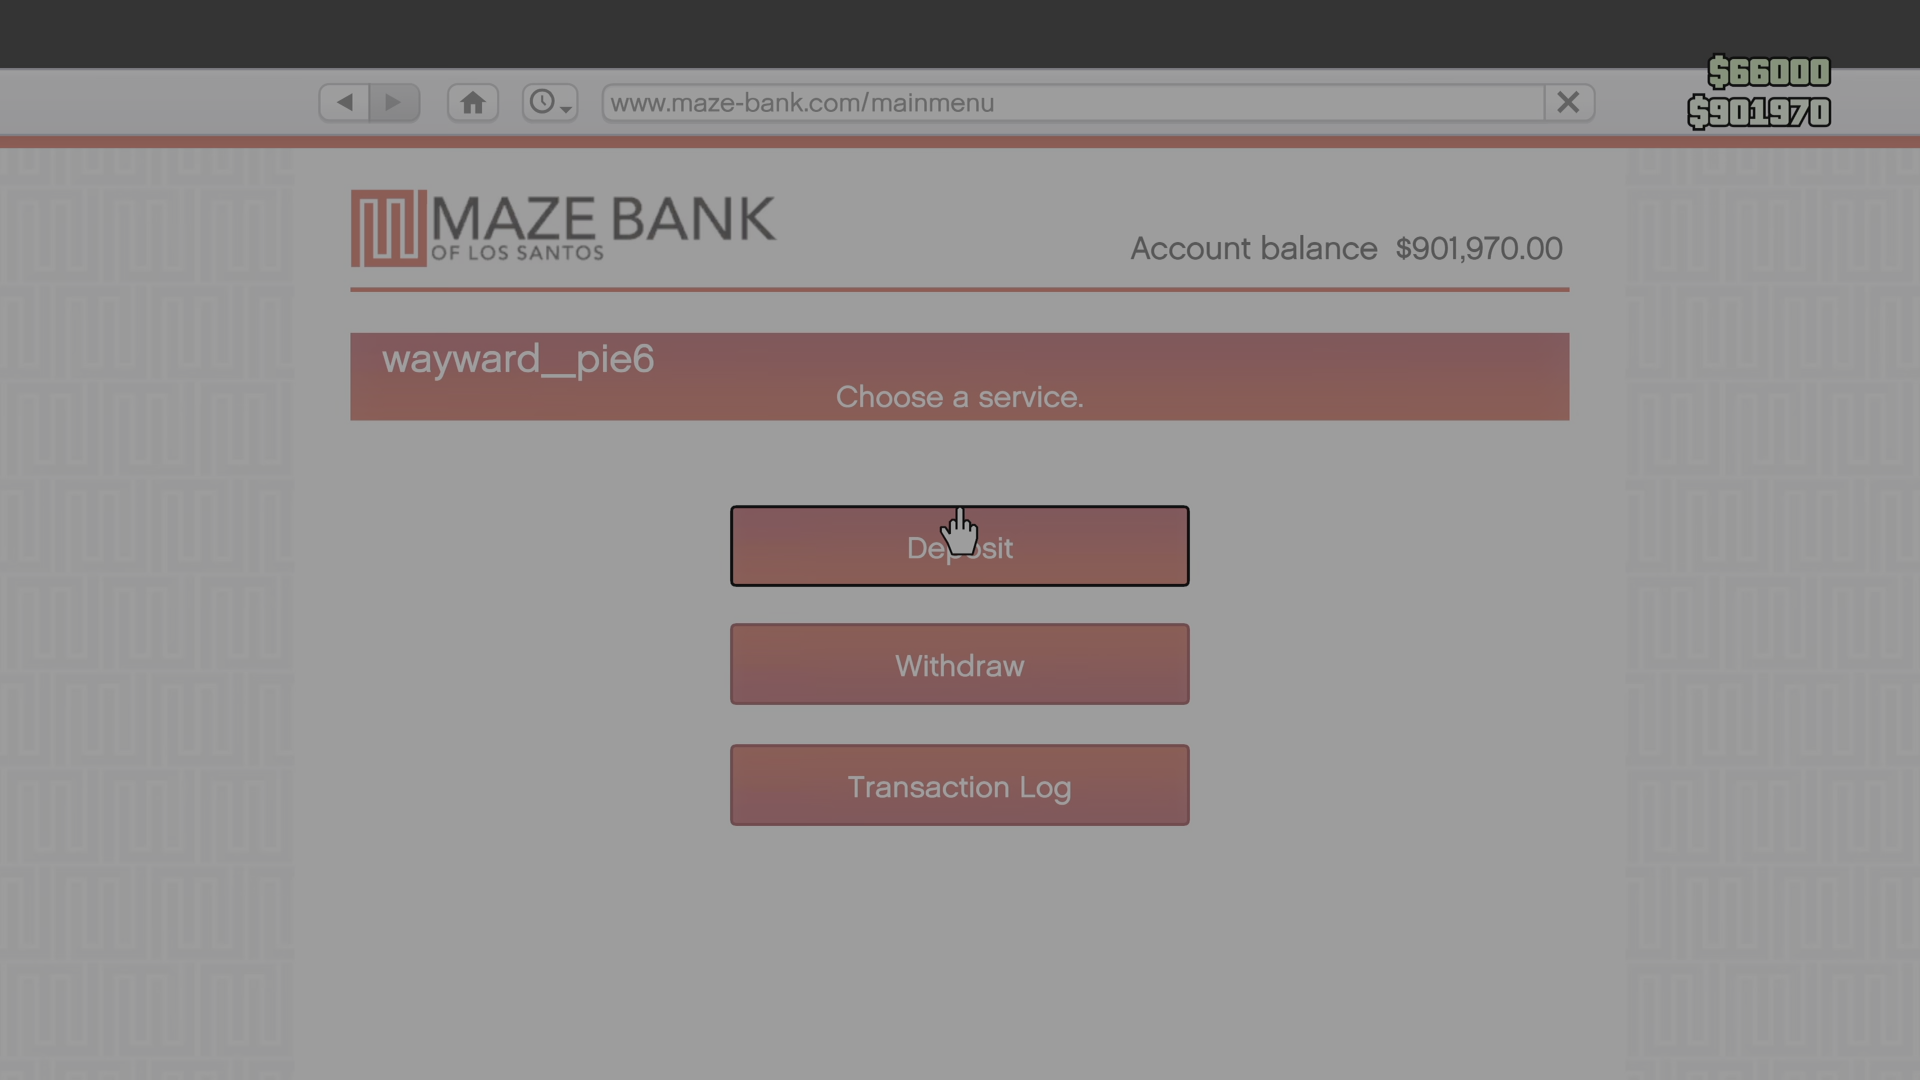 $66000
www.maze-bank.com/mainmenu
$901970
MAZE BANK
OF LOS SANTOS
Account balance $901,970.00
wayward__pie6
Choose a service.
Deposit
Withdraw
Transaction Log